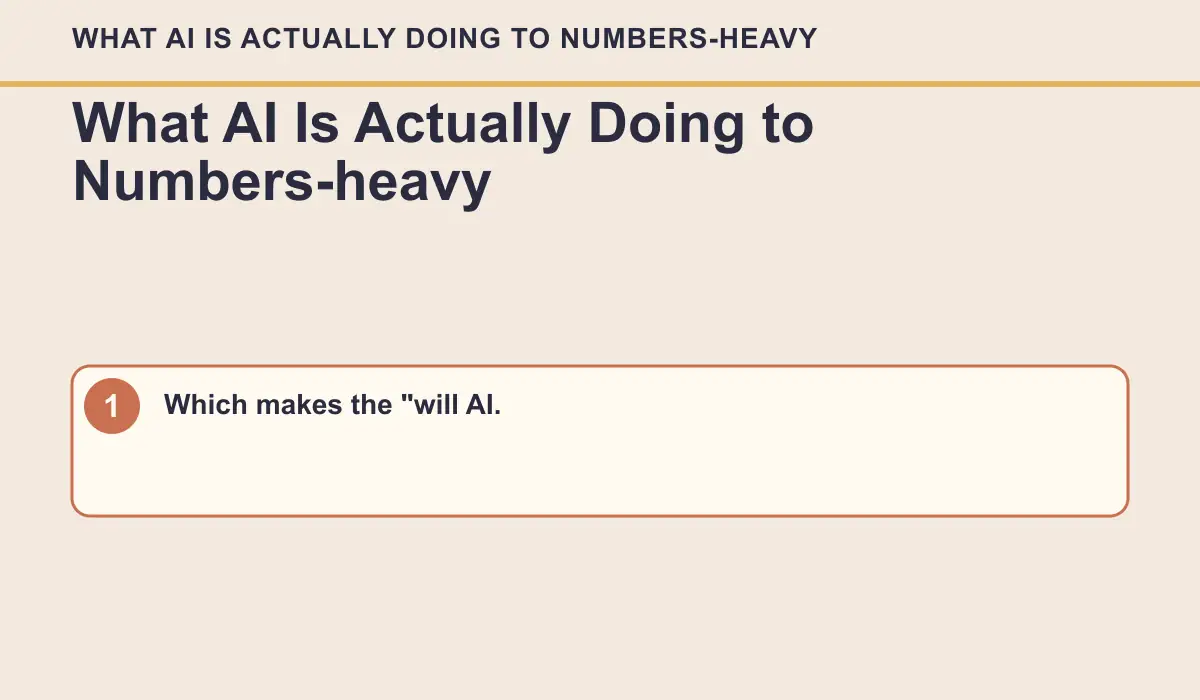 WHAT AI IS ACTUALLY DOING TO NUMBERS-HEAVY
What AI Is Actually Doing to
Numbers-heavy
1
Which makes the "will AI.